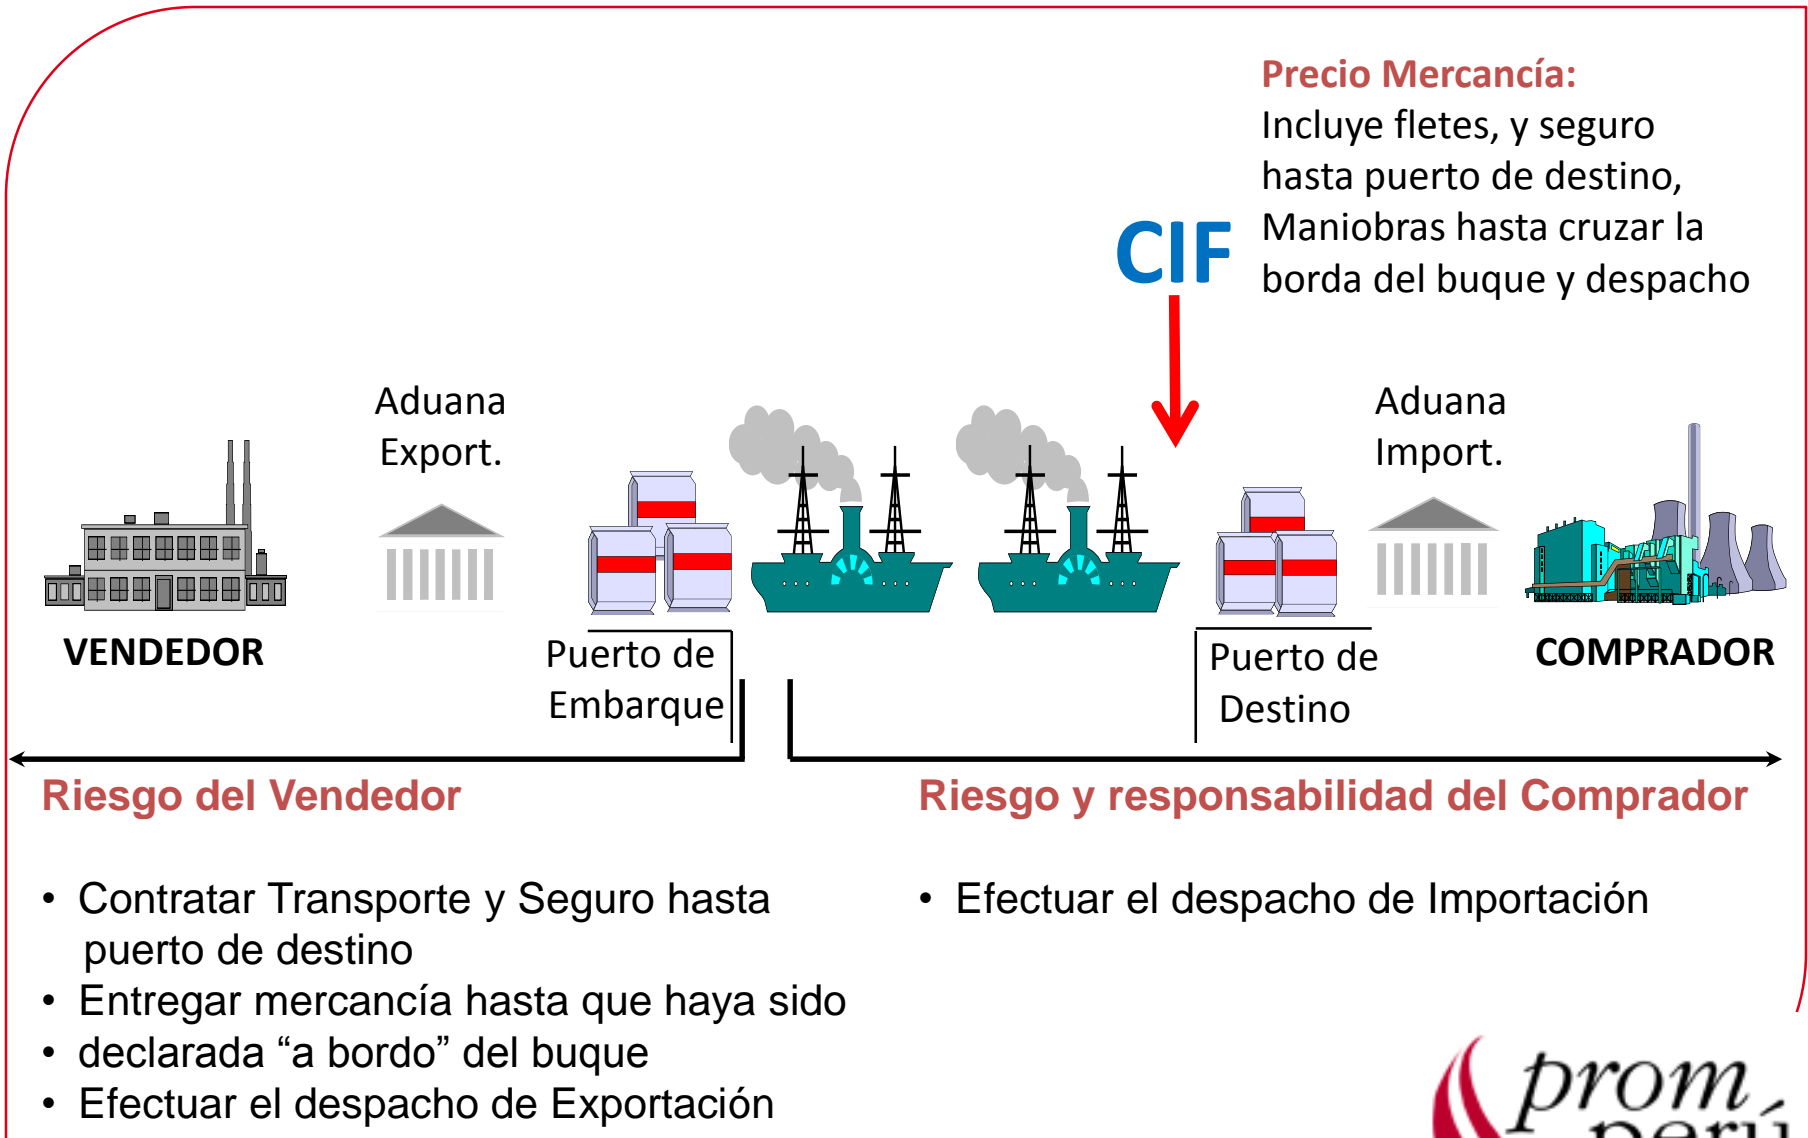 Precio Mercancía:
Incluye fletes, y seguro
hasta puerto de destino,
Maniobras hasta cruzar la
borda del buque y despacho
CIF
Aduana
Export.
Aduana
Import.
VENDEDOR
Puerto de
Embarque
Puerto de
Destino
COMPRADOR
Riesgo del Vendedor
• Contratar Transporte y Seguro hasta
puerto de destino
• Entregar mercancía hasta que haya sido
• declarada “a bordo” del buque
• Efectuar el despacho de Exportación
Riesgo y responsabilidad del Comprador
• Efectuar el despacho de Importación
prom
perú